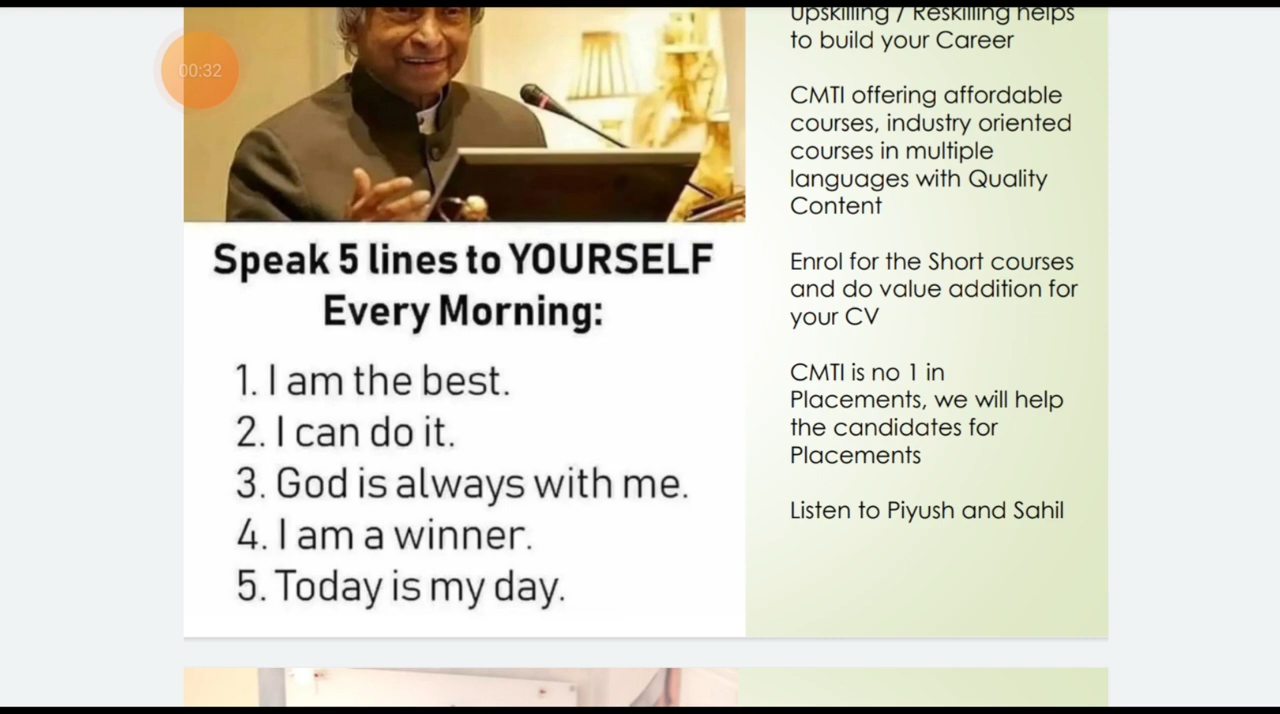 00:32
Upskilling / Reskilling helps
to build your Career
CMTI offering affordable
courses, industry oriented
courses in multiple
languages with Quality
Content
Enrol for the Short courses
and do value addition for
your CV
CMTI is no 1 in
Placements, we will help
the candidates for
Placements
Listen to Piyush and Sahil
Speak 5 lines to YOURSELF
Every Morning:
1. I am the best.
2. I can do it.
3. God is always with me.
4. I am a winner.
5. Today is my day.